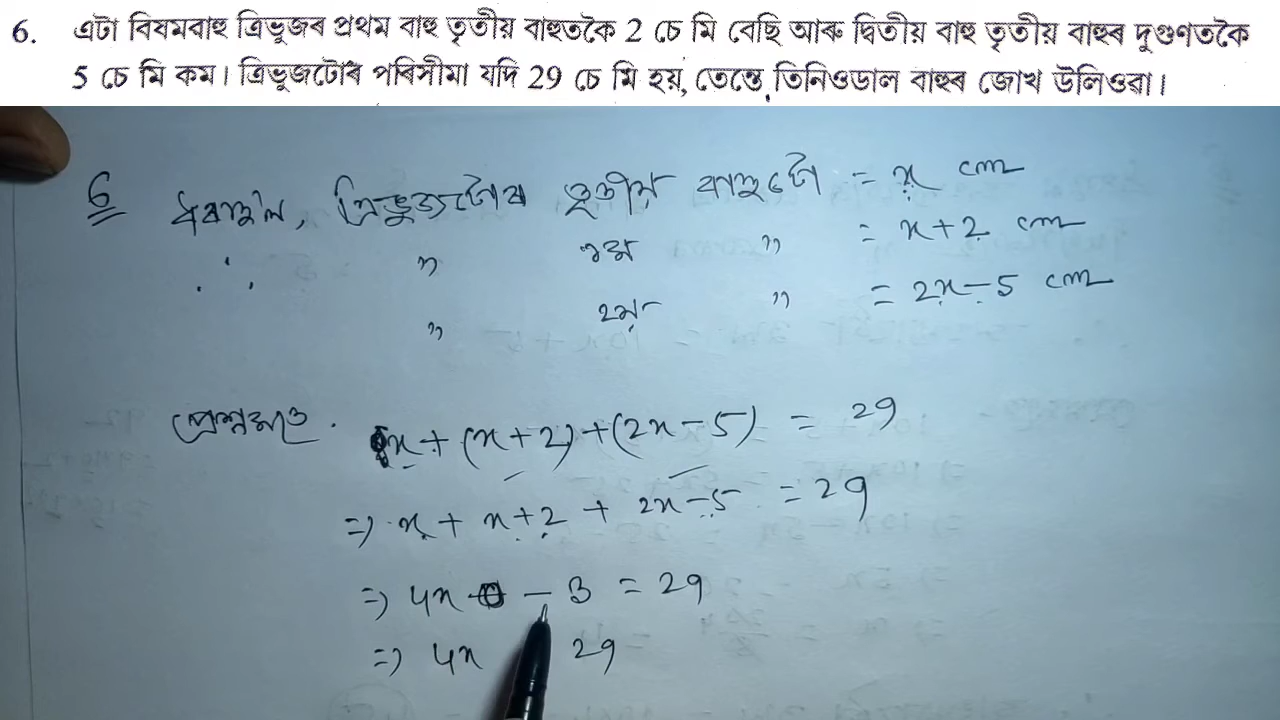 6. এটা বিষমবাহু ত্ৰিভূজৰ প্ৰথম বাহু তৃতীয় বাহুতকৈ 2 চে মি বেছি আৰু দ্বিতীয় বাহু তৃতীয় বাহুৰ দুগুণতকৈ
5 চে মি কম। ত্ৰিভূজটোৰ পৰিসীমা যদি 29 চে মি হয়, তেন্তে তিনিওডাল বাহুৰ জোখ উলিওৱা।
6 ধৰাহ'ল, ত্ৰিভুজটোৰ তৃতীয় বাহুটো = x cm
∴ " ১ম " = x + 2 cm
" ২য় " = 2x - 5 cm
প্ৰশ্নমতে. x + (x + 2) + (2x - 5) = 29
=> x + x + 2 + 2x - 5 = 29
=> 4x - 3 = 29
=> 4x 29